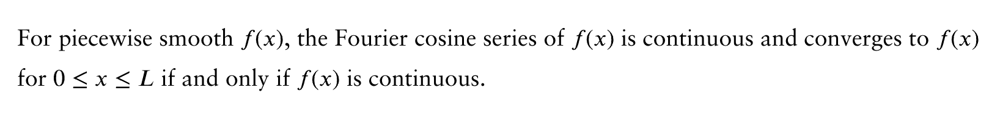 For piecewise smooth f(x), the Fourier cosine series of f(x) is continuous and converges to f(x)
for 0 ≤ x ≤ L if and only if f(x) is continuous.